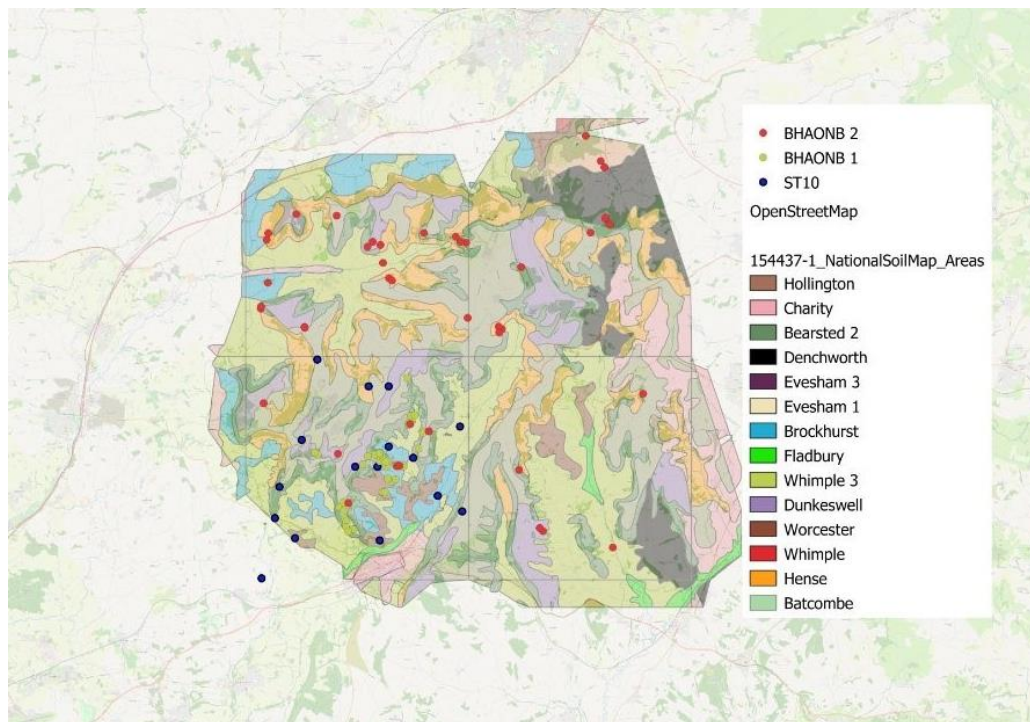 BHAONB 2
BHAONB 1
ST10
OpenStreetMap
154437-1_NationalSoilMap_Areas
Hollington
Charity
Bearsted 2
Denchworth
Evesham 3
Evesham 1
Brockhurst
Fladbury
Whimple 3
Dunkeswell
Worcester
Whimple
Hense
Batcombe